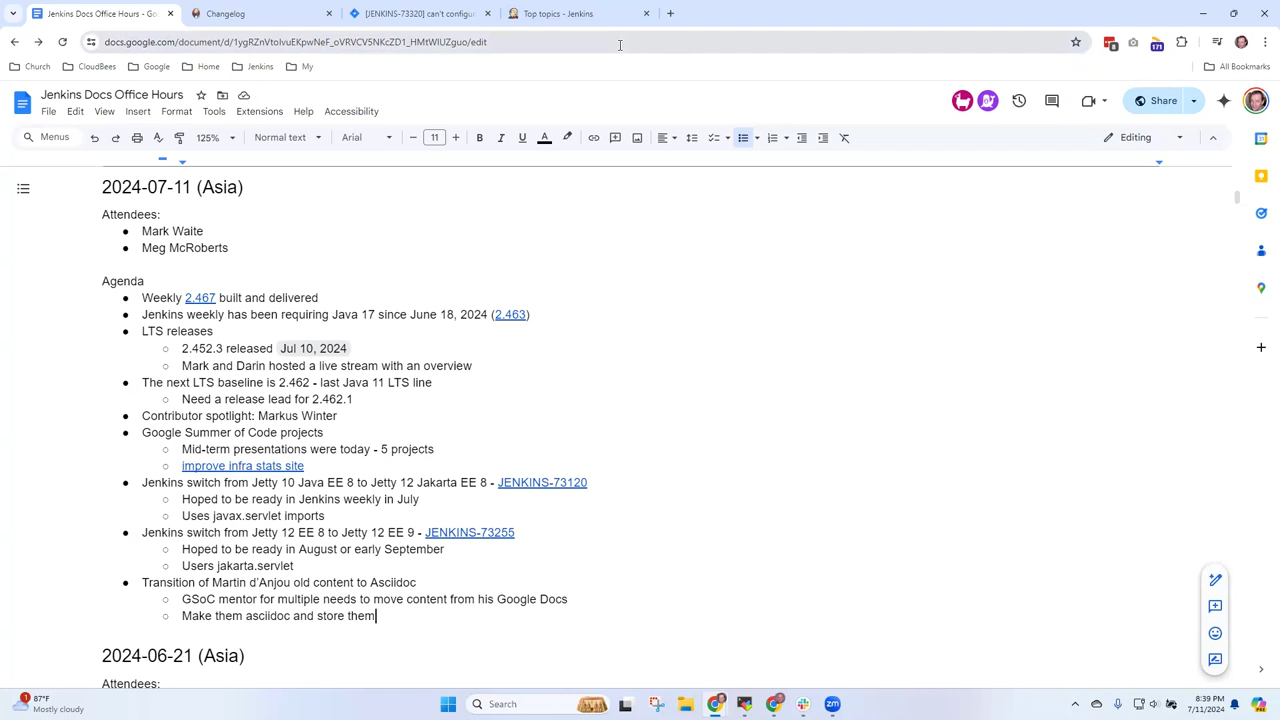 Jenkins Docs Office Hours - Goo
Changelog
[JENKINS-73320] can't configur
Top topics - Jenkins
docs.google.com/document/d/1ygRZnVtoIvuEKpwNeF_oVRVCV5NKcZD1_HMtWIUZguo/edit
8
171
Church
CloudBees
Google
Home
Jenkins
My
All Bookmarks
Jenkins Docs Office Hours
File Edit View Insert Format Tools Extensions Help Accessibility
Share
Menus
125%
Normal text
Arial
11
Editing
2024-07-11 (Asia)
Attendees:
● Mark Waite
● Meg McRoberts
Agenda
● Weekly 2.467 built and delivered
● Jenkins weekly has been requiring Java 17 since June 18, 2024 (2.463)
● LTS releases
○ 2.452.3 released Jul 10, 2024
○ Mark and Darin hosted a live stream with an overview
● The next LTS baseline is 2.462 - last Java 11 LTS line
○ Need a release lead for 2.462.1
● Contributor spotlight: Markus Winter
● Google Summer of Code projects
○ Mid-term presentations were today - 5 projects
○ improve infra stats site
● Jenkins switch from Jetty 10 Java EE 8 to Jetty 12 Jakarta EE 8 - JENKINS-73120
○ Hoped to be ready in Jenkins weekly in July
○ Uses javax.servlet imports
● Jenkins switch from Jetty 12 EE 8 to Jetty 12 EE 9 - JENKINS-73255
○ Hoped to be ready in August or early September
○ Users jakarta.servlet
● Transition of Martin d'Anjou old content to Asciidoc
○ GSoC mentor for multiple needs to move content from his Google Docs
○ Make them asciidoc and store them
2024-06-21 (Asia)
Attendees:
1
87°F
Mostly cloudy
Search
zm
8:39 PM
7/11/2024